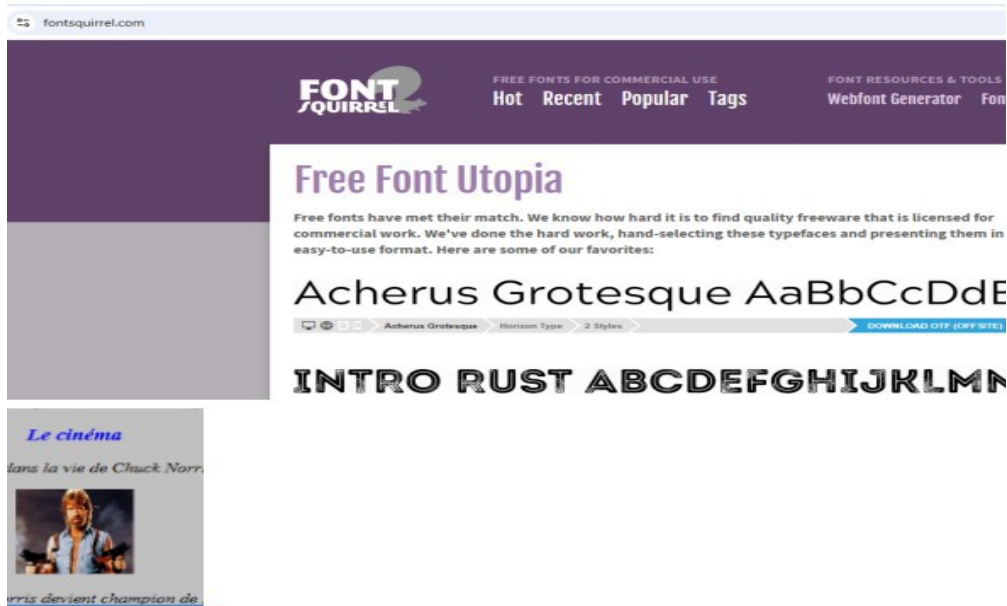 fontsquirrel.com
FONT
SQUIRREL
FREE FONTS FOR COMMERCIAL USE
Hot Recent Popular Tags
FONT RESOURCES & TOOLS
Webfont Generator Fon
Free Font Utopia
Free fonts have met their match. We know how hard it is to find quality freeware that is licensed for
commercial work. We've done the hard work, hand-selecting these typefaces and presenting them in
easy-to-use format. Here are some of our favorites:
Acherus Grotesque AaBbCcDdE
Acherus Grotesque Horizon Type 2 Styles DOWNLOAD OTF (OFFSITE)
INTRO RUST ABCDEFGHIJKLMN
Le cinéma
dans la vie de Chuck Norr
rris devient champion de